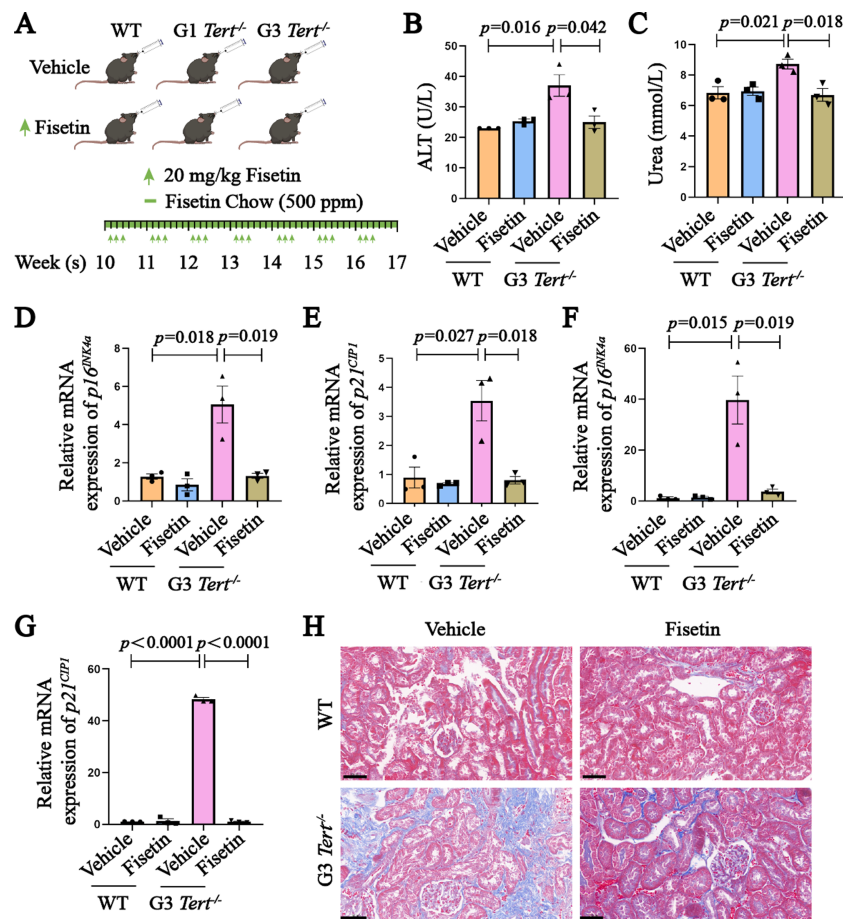 A
WT G1 Tert-/- G3 Tert-/-
Vehicle
Fisetin
20 mg/kg Fisetin
Fisetin Chow (500 ppm)
Week (s) 10 11 12 13 14 15 16 17
B
p=0.016 p=0.042
ALT (U/L)
50
40
30
20
10
0
Vehicle Fisetin Vehicle Fisetin
WT G3 Tert-/-
C
p=0.021 p=0.018
Urea (mmol/L)
10
8
6
4
2
0
Vehicle Fisetin Vehicle Fisetin
WT G3 Tert-/-
D
p=0.018 p=0.019
Relative mRNA
expression of p16INK4a
8
6
4
2
0
Vehicle Fisetin Vehicle Fisetin
WT G3 Tert-/-
E
p=0.027 p=0.018
Relative mRNA
expression of p21CIP1
5
4
3
2
1
0
Vehicle Fisetin Vehicle Fisetin
WT G3 Tert-/-
F
p=0.015 p=0.019
Relative mRNA
expression of p16INK4a
60
40
20
0
Vehicle Fisetin Vehicle Fisetin
WT G3 Tert-/-
G
p<0.0001 p<0.0001
Relative mRNA
expression of p21CIP1
60
40
20
0
Vehicle Fisetin Vehicle Fisetin
WT G3 Tert-/-
H
Vehicle Fisetin
WT
G3 Tert-/-